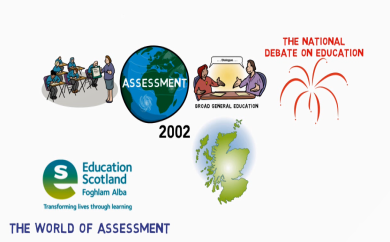 THE NATIONAL
DEBATE ON EDUCATION
dialogue
ASSESSMENT
BROAD GENERAL EDUCATION
2002
Education
Scotland
Foghlam Alba
Transforming lives through learning
THE WORLD OF ASSESSMENT